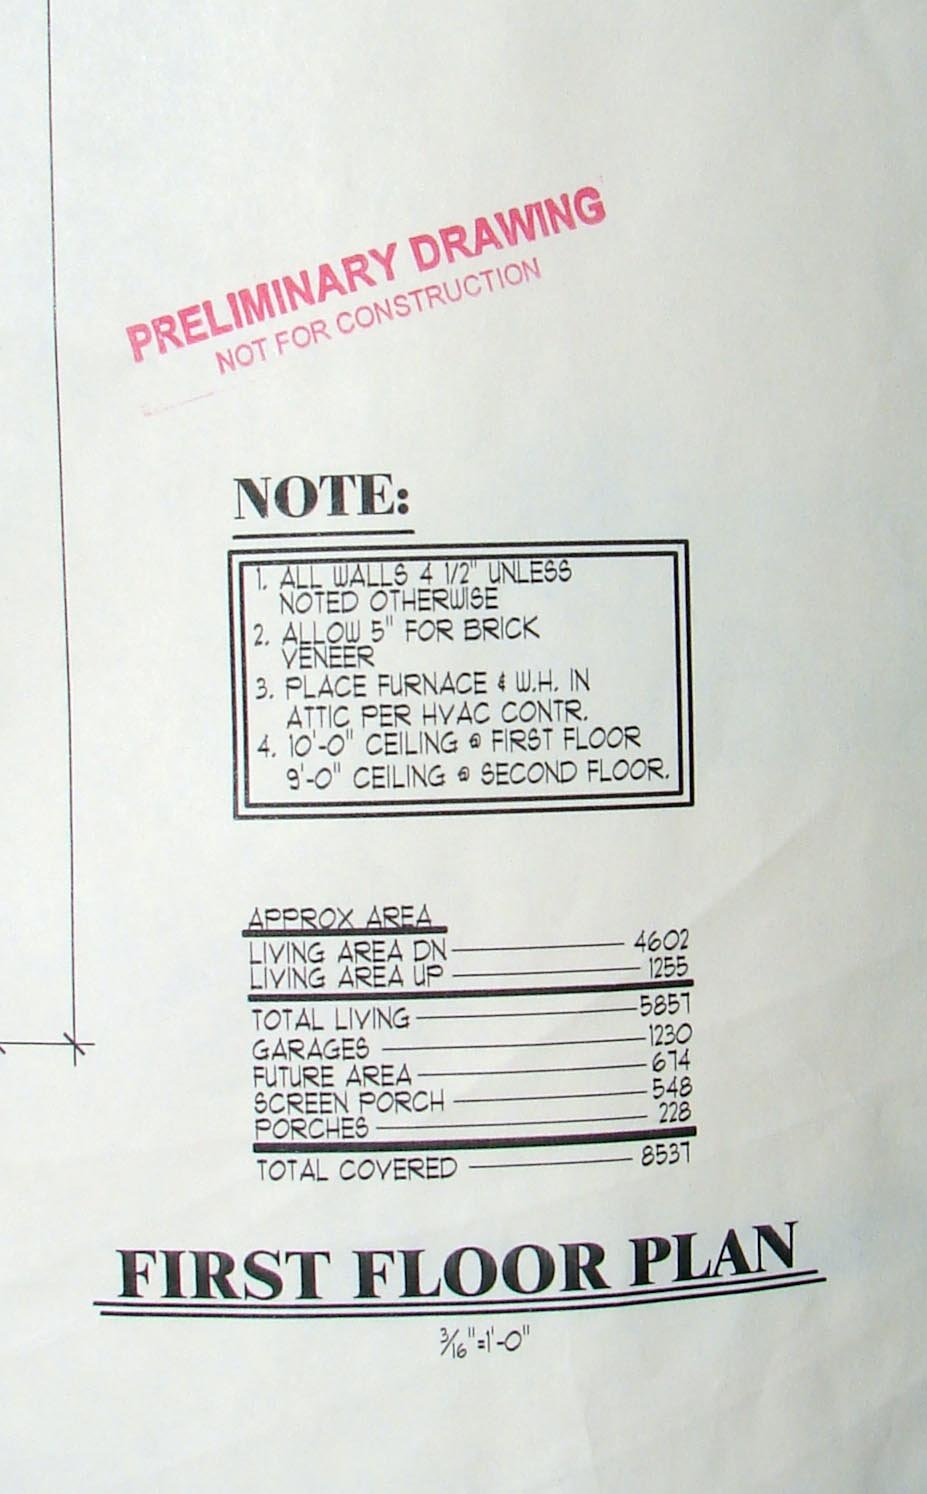 PRELIMINARY DRAWING
NOT FOR CONSTRUCTION
NOTE:
1. ALL WALLS 4 1/2" UNLESS
NOTED OTHERWISE
2. ALLOW 5" FOR BRICK
VENEER
3. PLACE FURNACE & W.H. IN
ATTIC PER HVAC CONTR.
4. 10'-0" CEILING @ FIRST FLOOR
9'-0" CEILING @ SECOND FLOOR.
APPROX AREA
LIVING AREA DN 4602
LIVING AREA UP 1255
TOTAL LIVING 5857
GARAGES 1230
FUTURE AREA 674
SCREEN PORCH 548
PORCHES 228
TOTAL COVERED 8537
FIRST FLOOR PLAN
3/16"=1'-0"